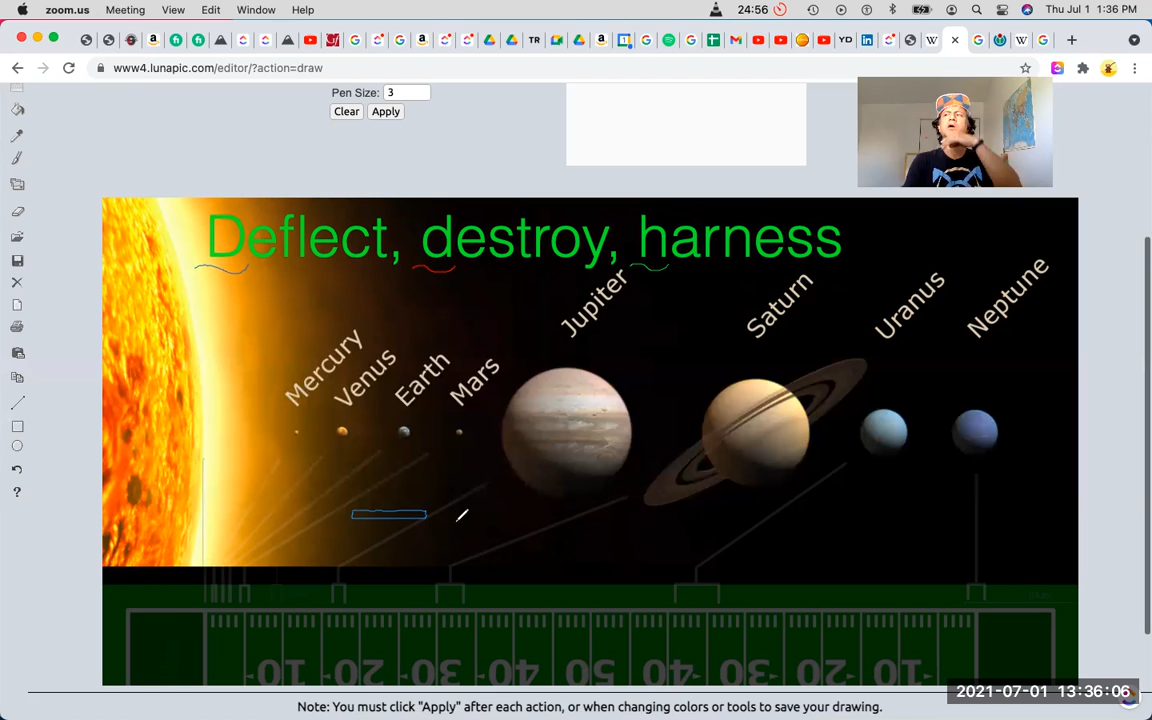 zoom.us Meeting View Edit Window Help 24:56 Thu Jul 1 1:36 PM
TR YD W W
www4.lunapic.com/editor/?action=draw
Pen Size: 3
Clear Apply
Deflect, destroy, harness
Mercury Venus Earth Mars Jupiter Saturn Uranus Neptune
10 20 30 40 50 40 30 20 10
2021-07-01 13:36:06
Note: You must click "Apply" after each action, or when changing colors or tools to save your drawing.